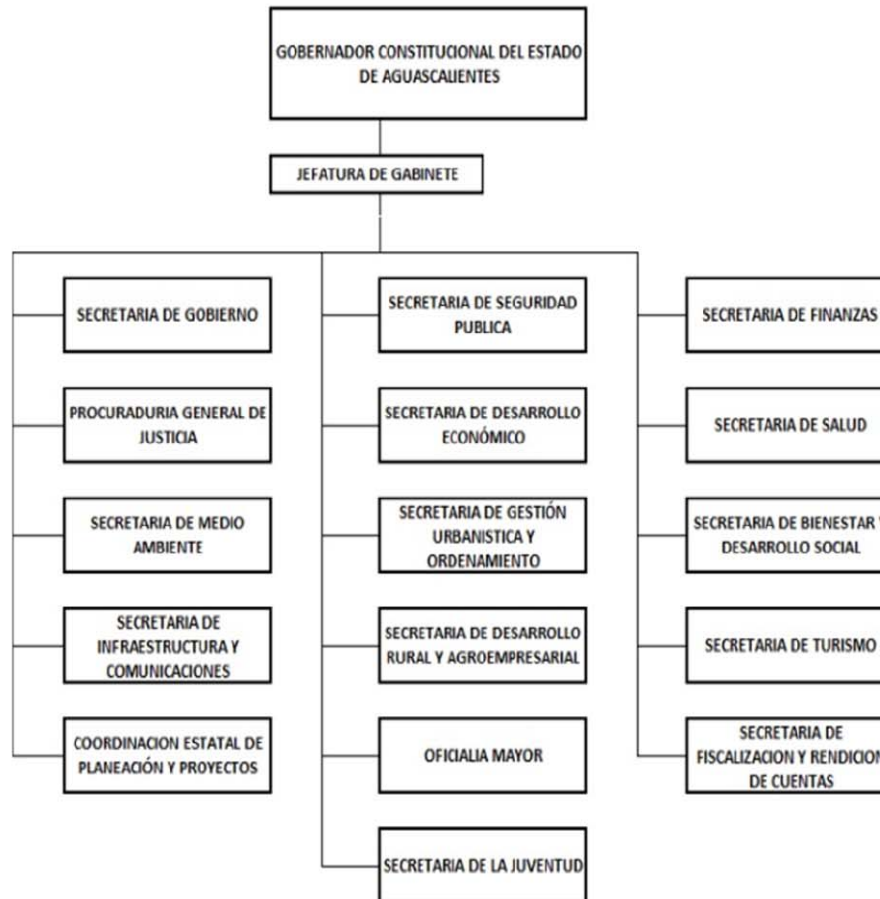 GOBERNADOR CONSTITUCIONAL DEL ESTADO
DE AGUASCALIENTES
JEFATURA DE GABINETE
SECRETARIA DE GOBIERNO
SECRETARIA DE SEGURIDAD
PUBLICA
SECRETARIA DE FINANZAS
PROCURADURIA GENERAL DE
JUSTICIA
SECRETARIA DE DESARROLLO
ECONÓMICO
SECRETARIA DE SALUD
SECRETARIA DE MEDIO
AMBIENTE
SECRETARIA DE GESTIÓN
URBANISTICA Y
ORDENAMIENTO
SECRETARIA DE BIENESTAR
DESARROLLO SOCIAL
SECRETARIA DE
INFRAESTRUCTURA Y
COMUNICACIONES
SECRETARIA DE DESARROLLO
RURAL Y AGROEMPRESARIAL
SECRETARIA DE TURISMO
COORDINACION ESTATAL DE
PLANEACIÓN Y PROYECTOS
OFICIALIA MAYOR
SECRETARIA DE
FISCALIZACION Y RENDICION
DE CUENTAS
SECRETARIA DE LA JUVENTUD